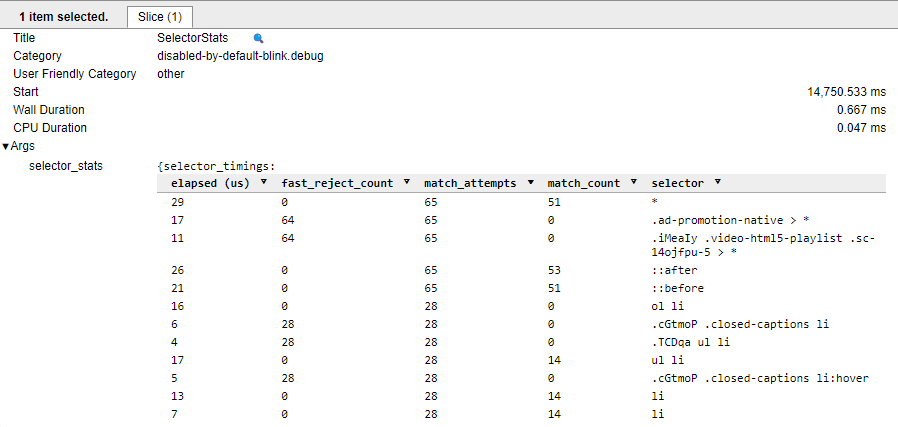 1 item selected. Slice (1)
Title SelectorStats
Category disabled-by-default-blink.debug
User Friendly Category other
Start 14,750.533 ms
Wall Duration 0.667 ms
CPU Duration 0.047 ms
▼Args
selector_stats {selector_timings:
elapsed (us) ▽ fast_reject_count ▽ match_attempts ▼ match_count ▽ selector ▽
29 0 65 51 *
17 64 65 0 .ad-promotion-native > *
11 64 65 0 .iMeaIy .video-html5-playlist .sc-
14ojfpu-5 > *
26 0 65 53 ::after
21 0 65 51 ::before
16 0 28 0 ol li
6 28 28 0 .cGtmoP .closed-captions li
4 28 28 0 .TCDqa ul li
17 0 28 14 ul li
5 28 28 0 .cGtmoP .closed-captions li:hover
13 0 28 14 li
7 0 28 14 li